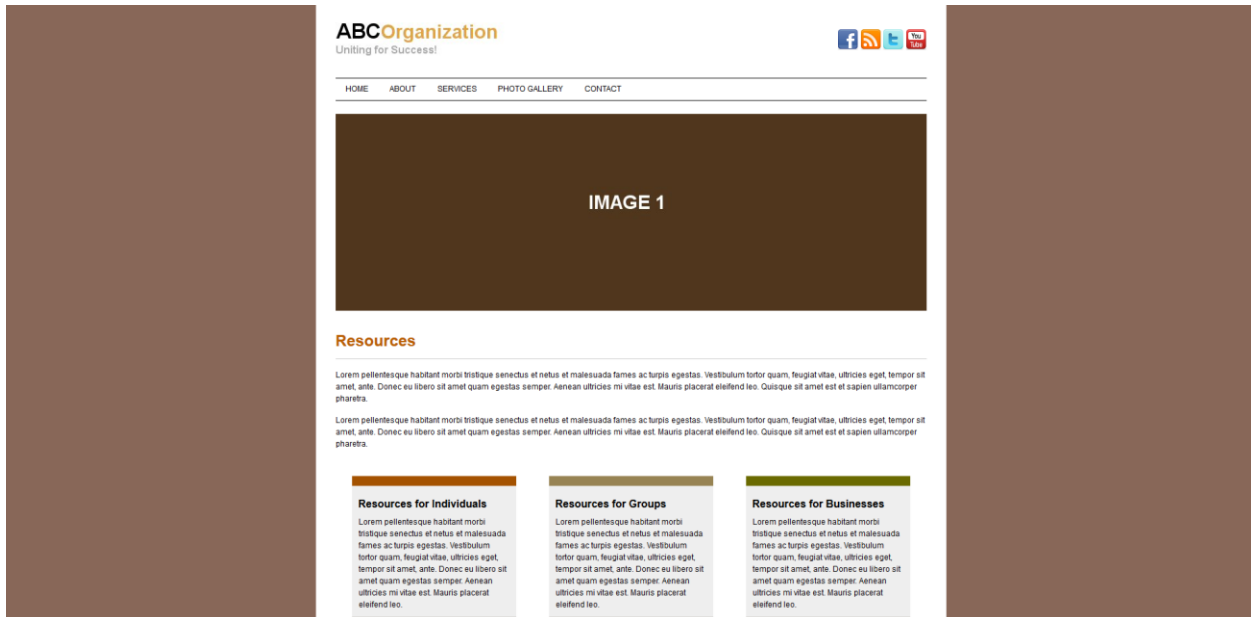 ABCOrganization
Uniting for Success!
f
t
You
Tube
HOME ABOUT SERVICES PHOTO GALLERY CONTACT
IMAGE 1
Resources
Lorem pellentesque habitant morbi tristique senectus et netus et malesuada fames ac turpis egestas. Vestibulum tortor quam, feugiat vitae, ultricies eget, tempor sit
amet, ante. Donec eu libero sit amet quam egestas semper. Aenean ultricies mi vitae est. Mauris placerat eleifend leo. Quisque sit amet est et sapien ullamcorper
pharetra.
Lorem pellentesque habitant morbi tristique senectus et netus et malesuada fames ac turpis egestas. Vestibulum tortor quam, feugiat vitae, ultricies eget, tempor sit
amet, ante. Donec eu libero sit amet quam egestas semper. Aenean ultricies mi vitae est. Mauris placerat eleifend leo. Quisque sit amet est et sapien ullamcorper
pharetra.
Resources for Individuals
Lorem pellentesque habitant morbi
tristique senectus et netus et malesuada
fames ac turpis egestas. Vestibulum
tortor quam, feugiat vitae, ultricies eget,
tempor sit amet, ante. Donec eu libero sit
amet quam egestas semper. Aenean
ultricies mi vitae est. Mauris placerat
eleifend leo.
Resources for Groups
Lorem pellentesque habitant morbi
tristique senectus et netus et malesuada
fames ac turpis egestas. Vestibulum
tortor quam, feugiat vitae, ultricies eget,
tempor sit amet, ante. Donec eu libero sit
amet quam egestas semper. Aenean
ultricies mi vitae est. Mauris placerat
eleifend leo.
Resources for Businesses
Lorem pellentesque habitant morbi
tristique senectus et netus et malesuada
fames ac turpis egestas. Vestibulum
tortor quam, feugiat vitae, ultricies eget,
tempor sit amet, ante. Donec eu libero sit
amet quam egestas semper. Aenean
ultricies mi vitae est. Mauris placerat
eleifend leo.